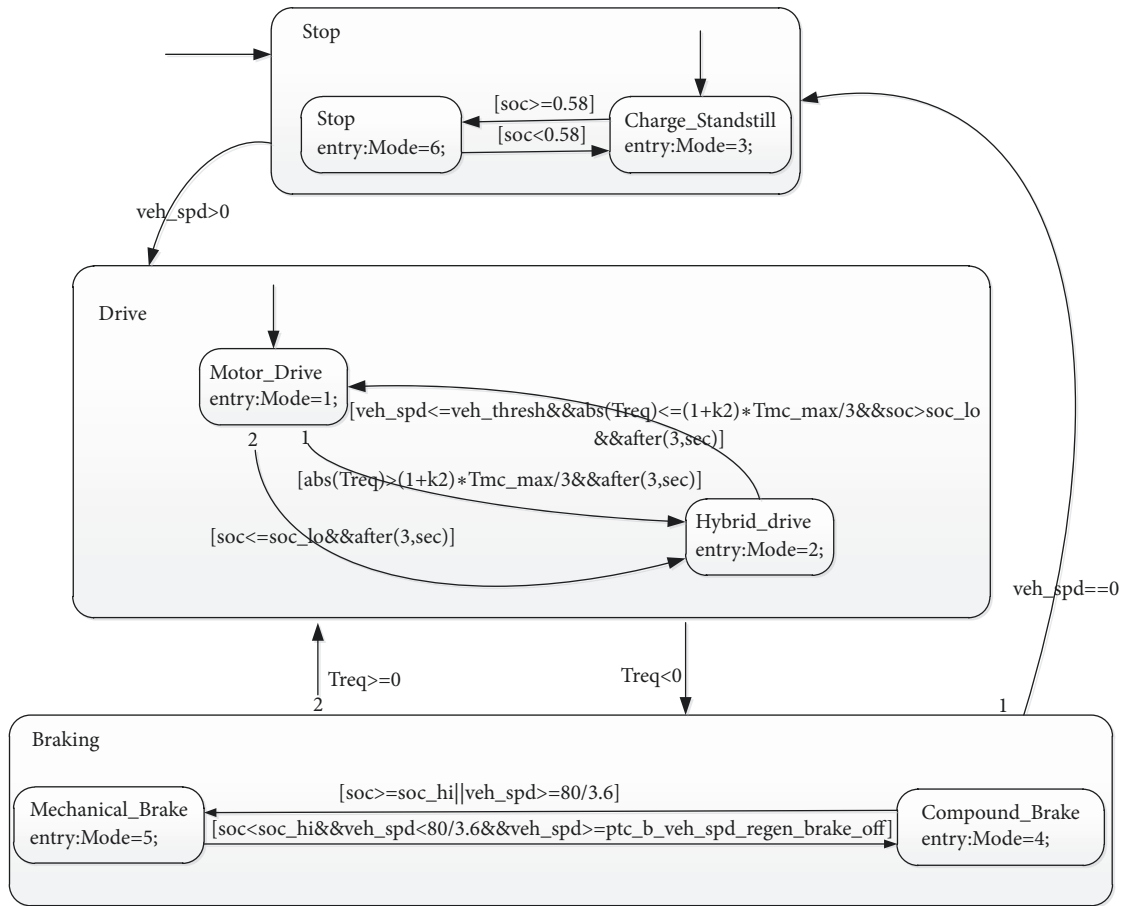 Stop
[soc>=0.58]
Stop
entry:Mode=6;
[soc<0.58]
Charge_Standstill
entry:Mode=3;
veh_spd>0
Drive
Motor_Drive
entry:Mode=1;
[veh_spd<=veh_thresh&&abs(Treq)<=(1+k2)*Tmc_max/3&&soc>soc_lo
&&after(3,sec)]
2
1
[abs(Treq)>(1+k2)*Tmc_max/3&&after(3,sec)]
[soc<=soc_lo&&after(3,sec)]
Hybrid_drive
entry:Mode=2;
veh_spd==0
Treq>=0
Treq<0
2
1
Braking
[soc>=soc_hi||veh_spd>=80/3.6]
Mechanical_Brake
entry:Mode=5;
[soc<soc_hi&&veh_spd<80/3.6&&veh_spd>=ptc_b_veh_spd_regen_brake_off]
Compound_Brake
entry:Mode=4;